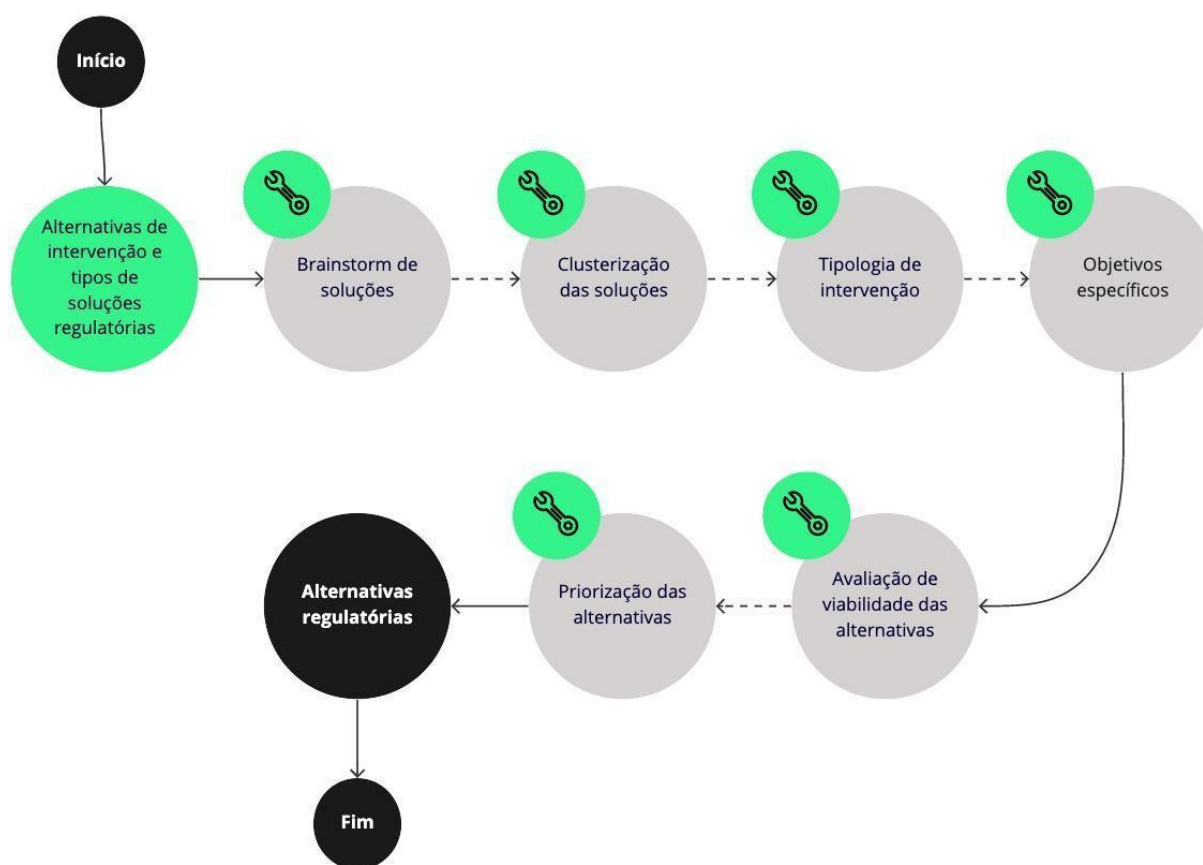 Início
Alternativas de
intervenção e
tipos de
soluções
regulatórias
Brainstorm de
soluções
Clusterização
das soluções
Tipologia de
intervenção
Objetivos
específicos
Avaliação de
viabilidade das
alternativas
Priorização das
alternativas
Alternativas
regulatórias
Fim